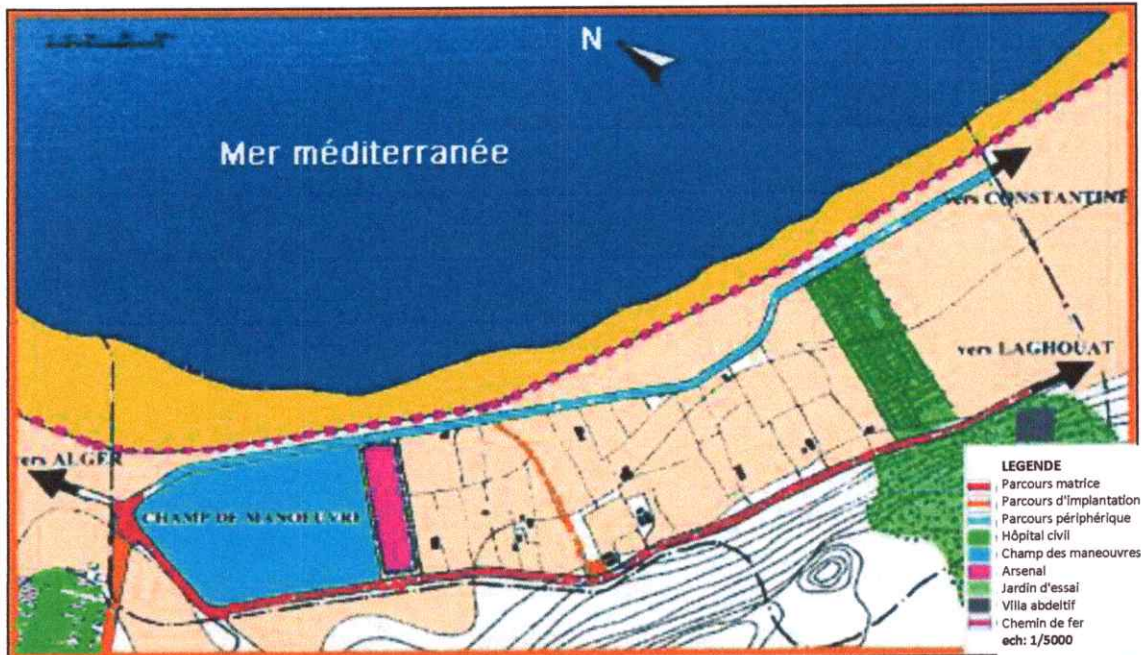 N
Mer méditerranée
vers CONSTANTINE
vers LAGHOUAT
vers ALGER
CHAMP DE MANOEUVRE
LEGENDE
Parcours matrice
Parcours d'implantation
Parcours périphérique
Hôpital civil
Champ des maneouvres
Arsenal
Jardin d'essai
Villa abdeltif
Chemin de fer
ech: 1/5000